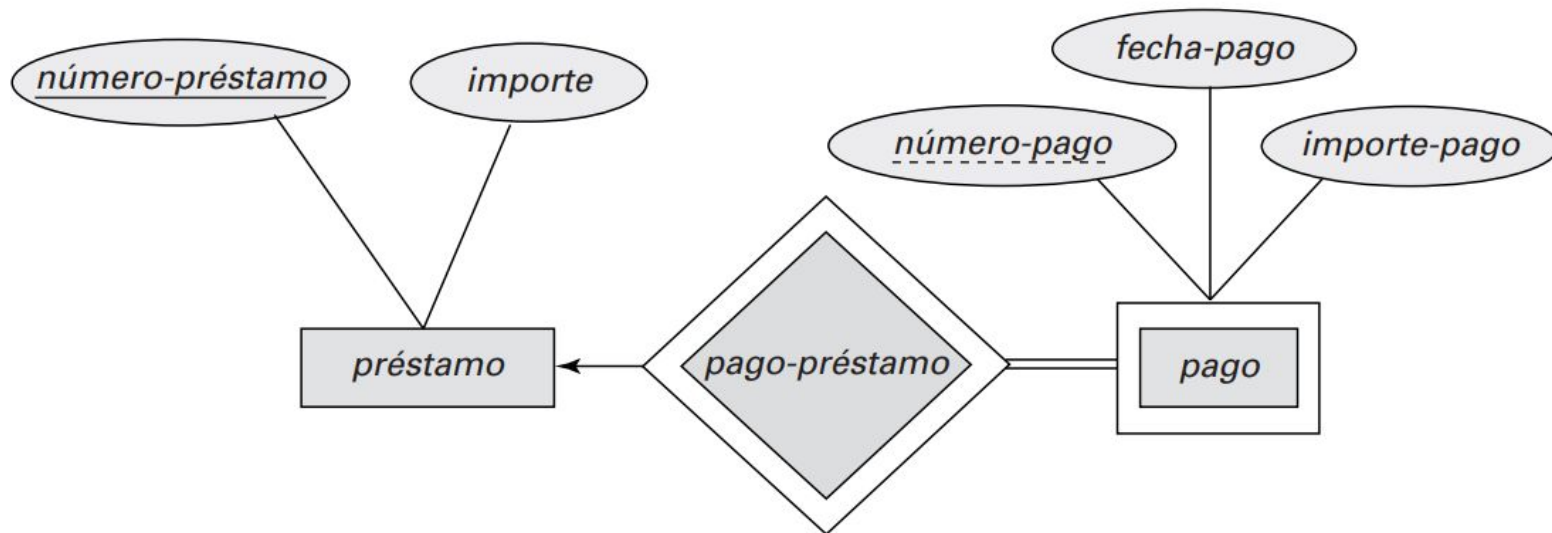 fecha-pago
número-préstamo
importe
número-pago
importe-pago
préstamo
pago-préstamo
pago